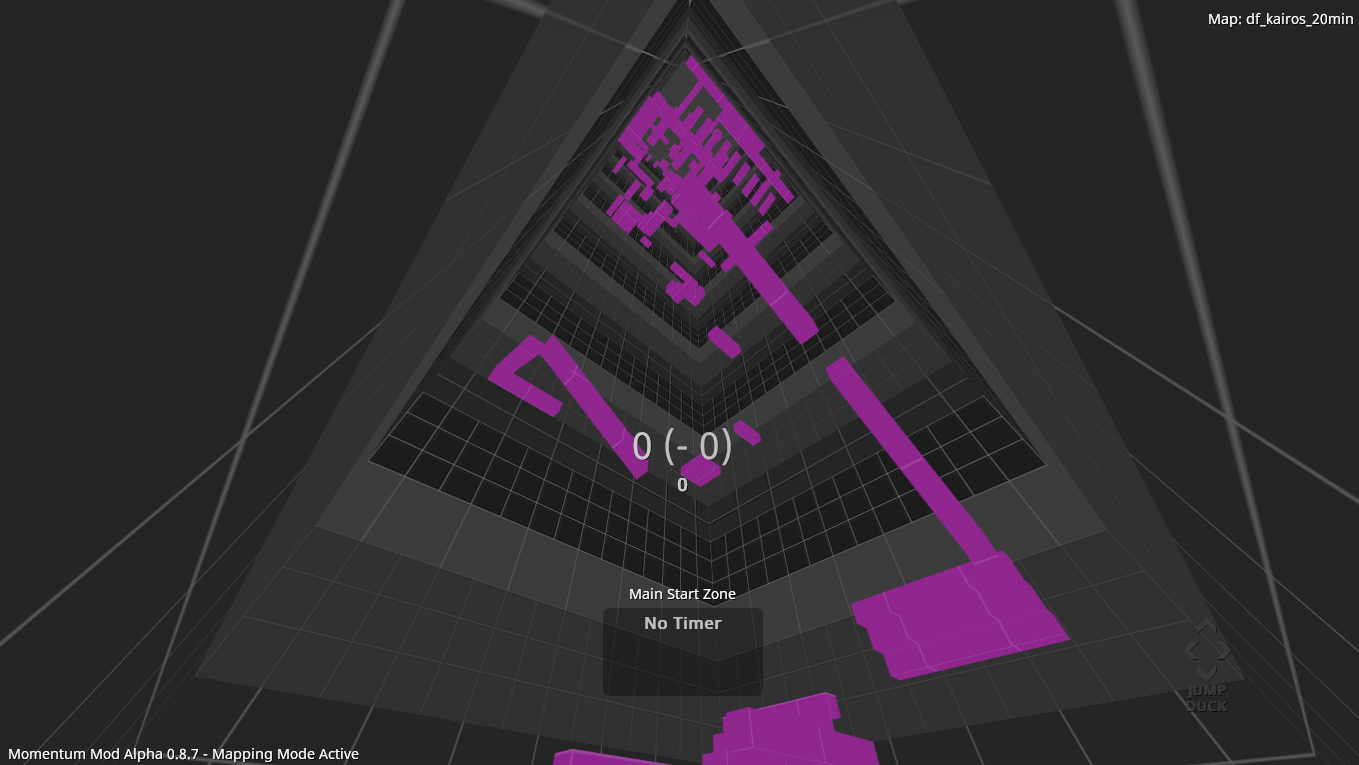 Map: df_kairos_20min
0 (- 0)
0
Main Start Zone
No Timer
JUMP
DUCK
Momentum Mod Alpha 0.8.7 - Mapping Mode Active